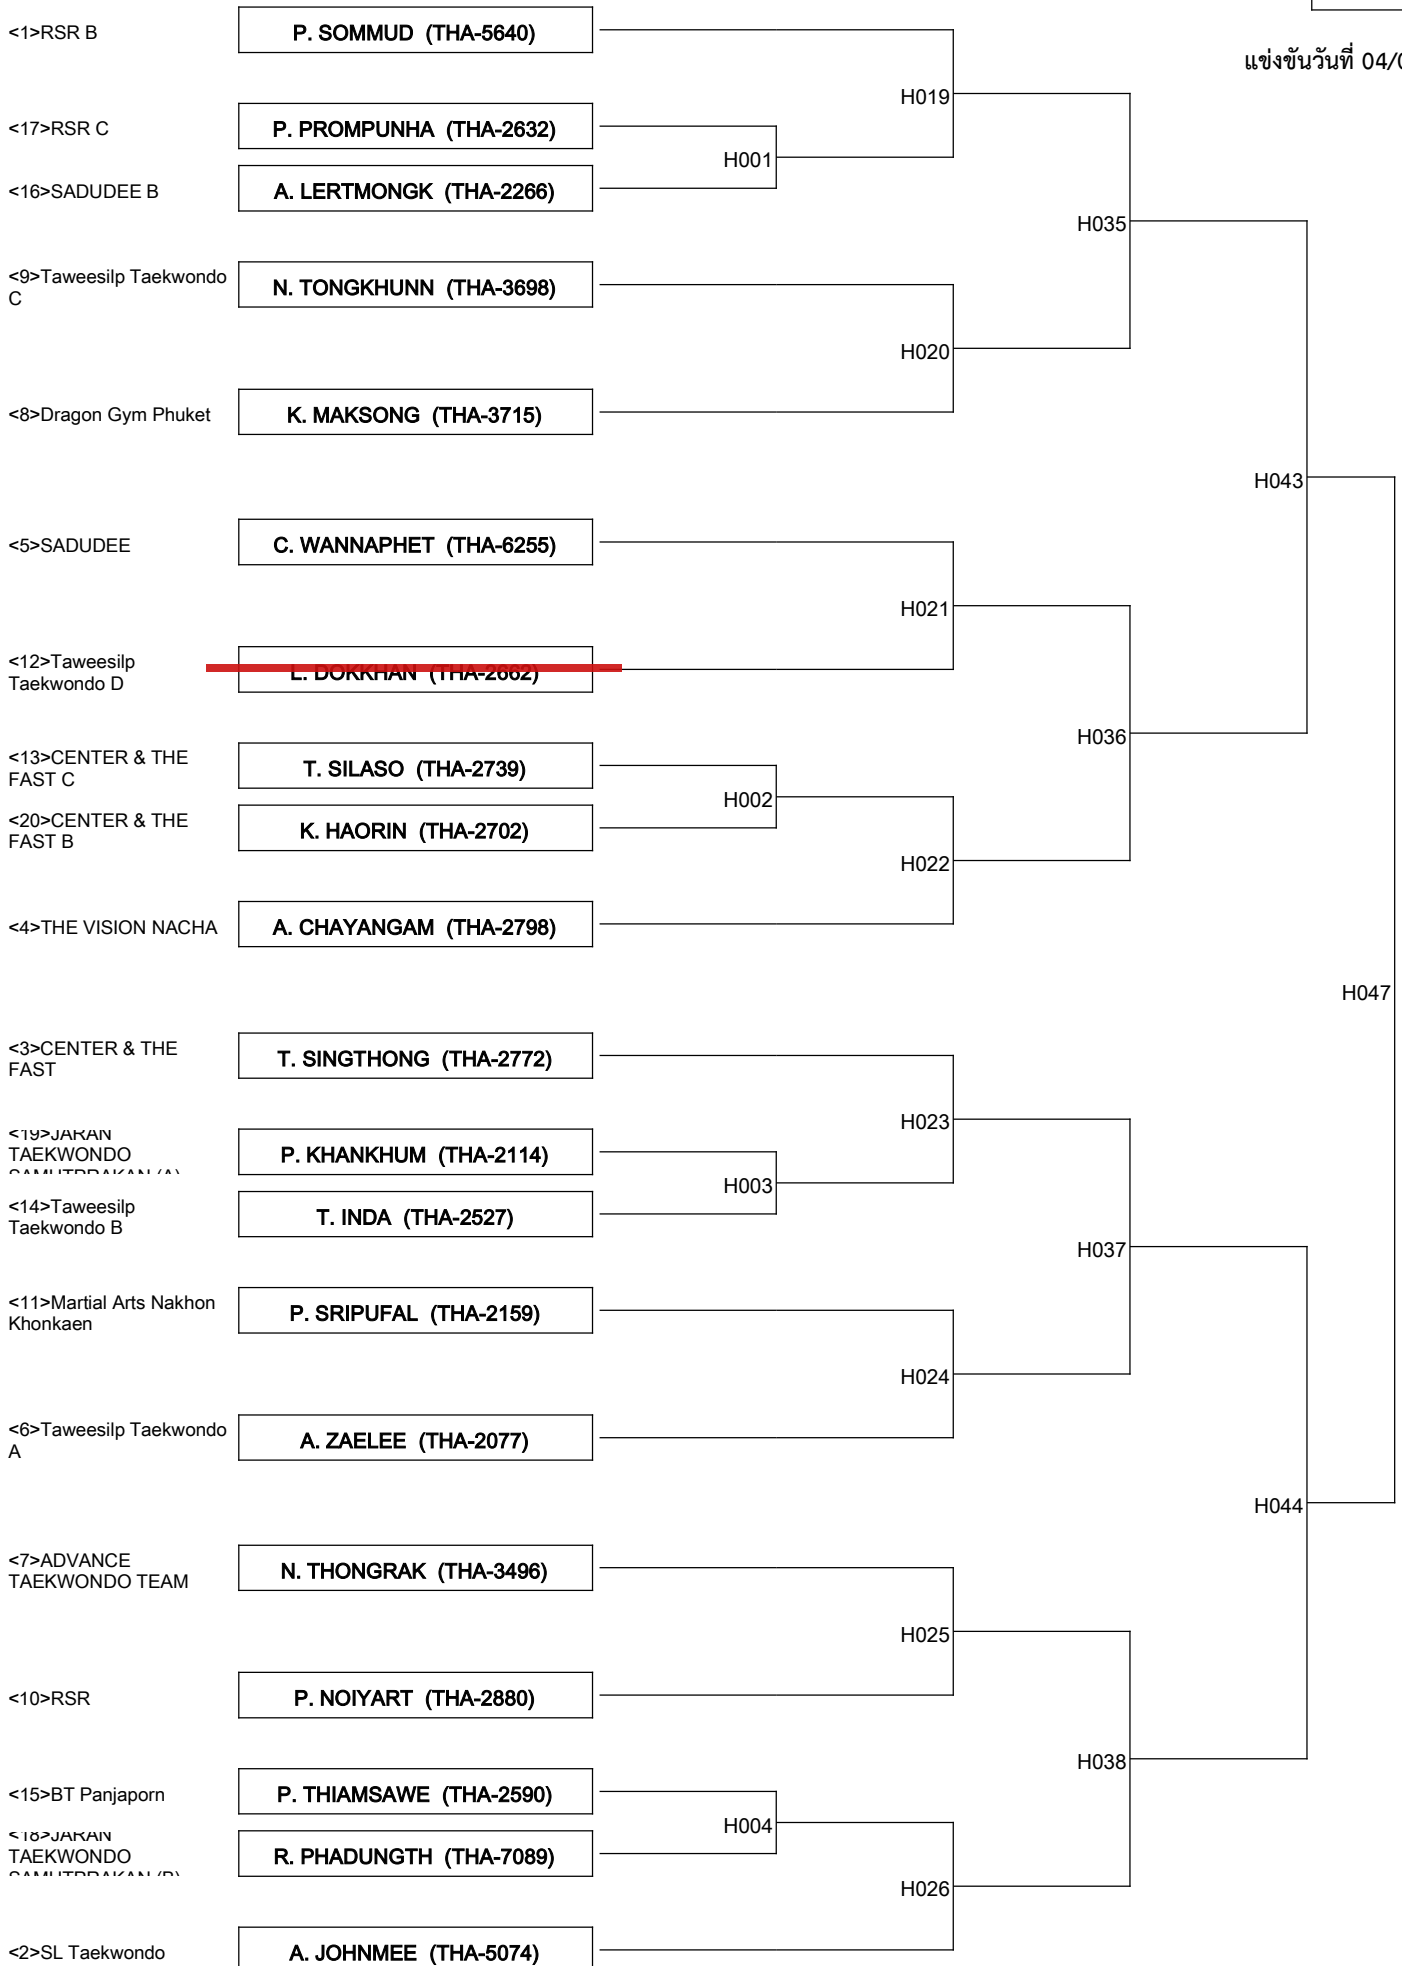 <1>RSR B
P. SOMMUD (THA-5640)
แข่งขันวันที่ 04/0
H019
<17>RSR C
P. PROMPUNHA (THA-2632)
H001
<16>SADUDEE B
A. LERTMONGK (THA-2266)
H035
<9>Taweesilp Taekwondo
C
N. TONGKHUNN (THA-3698)
H020
<8>Dragon Gym Phuket
K. MAKSONG (THA-3715)
H043
<5>SADUDEE
C. WANNAPHET (THA-6255)
H021
<12>Taweesilp
Taekwondo D
L. DOKKHAN (THA-2662)
H036
<13>CENTER & THE
FAST C
T. SILASO (THA-2739)
H002
<20>CENTER & THE
FAST B
K. HAORIN (THA-2702)
H022
<4>THE VISION NACHA
A. CHAYANGAM (THA-2798)
H047
<3>CENTER & THE
FAST
T. SINGTHONG (THA-2772)
H023
<19>JARAN
TAEKWONDO
SAMUTPRAKAN (A)
P. KHANKHUM (THA-2114)
H003
<14>Taweesilp
Taekwondo B
T. INDA (THA-2527)
H037
<11>Martial Arts Nakhon
Khonkaen
P. SRIPUFAL (THA-2159)
H024
<6>Taweesilp Taekwondo
A
A. ZAELEE (THA-2077)
H044
<7>ADVANCE
TAEKWONDO TEAM
N. THONGRAK (THA-3496)
H025
<10>RSR
P. NOIYART (THA-2880)
H038
<15>BT Panjaporn
P. THIAMSAWE (THA-2590)
H004
<18>JARAN
TAEKWONDO
SAMUTPRAKAN (B)
R. PHADUNGTH (THA-7089)
H026
<2>SL Taekwondo
A. JOHNMEE (THA-5074)